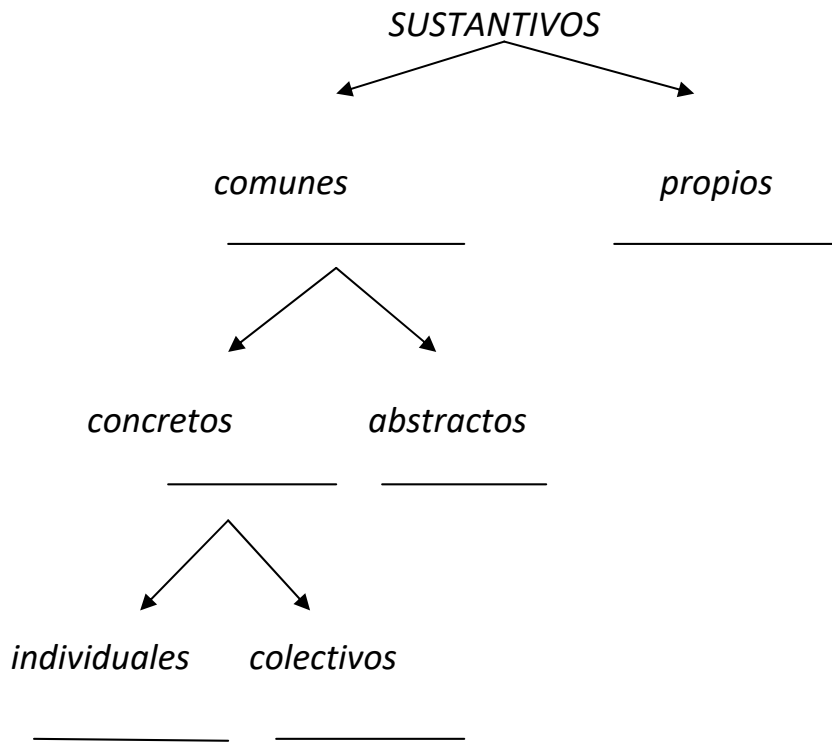 SUSTANTIVOS
comunes propios
concretos abstractos
individuales colectivos